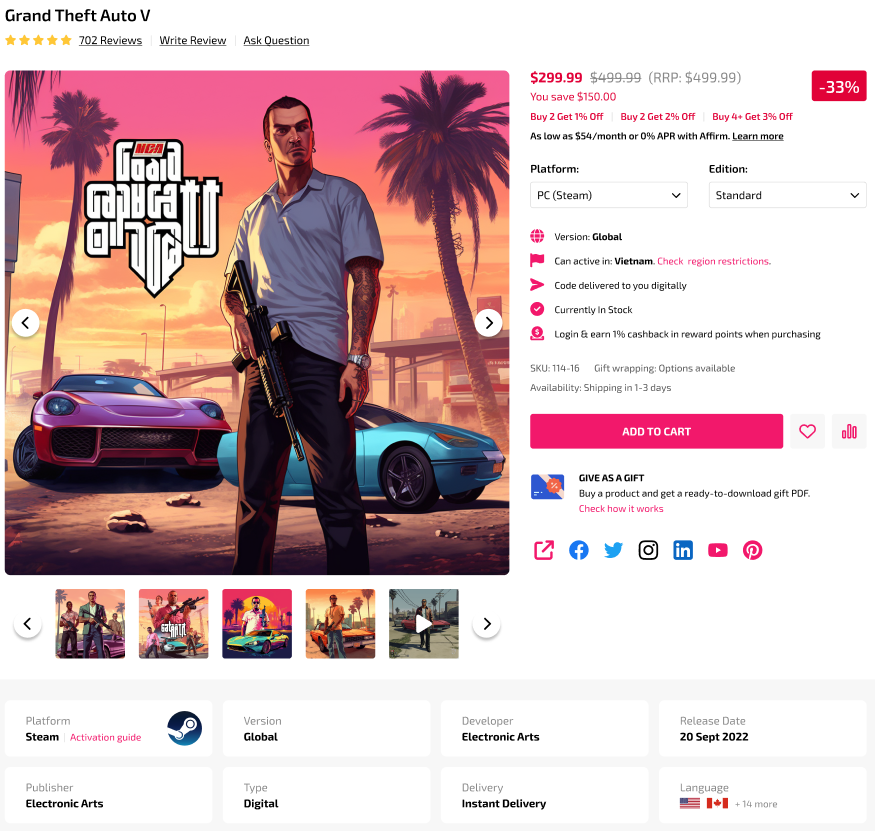 Grand Theft Auto V
702 Reviews Write Review Ask Question
$299.99 $499.99 (RRP: $499.99)
-33%
You save $150.00
Buy 2 Get 1% Off Buy 2 Get 2% Off Buy 4+ Get 3% Off
As low as $54/month or 0% APR with Affirm. Learn more
Platform: Edition:
PC (Steam) Standard
Version: Global
Can active in: Vietnam. Check region restrictions.
Code delivered to you digitally
Currently In Stock
Login & earn 1% cashback in reward points when purchasing
SKU: 114-16 Gift wrapping: Options available
Availability: Shipping in 1-3 days
ADD TO CART
GIVE AS A GIFT
Buy a product and get a ready-to-download gift PDF.
Check how it works
Platform
Steam Activation guide
Version
Global
Developer
Electronic Arts
Release Date
20 Sept 2022
Publisher
Electronic Arts
Type
Digital
Delivery
Instant Delivery
Language
+ 14 more